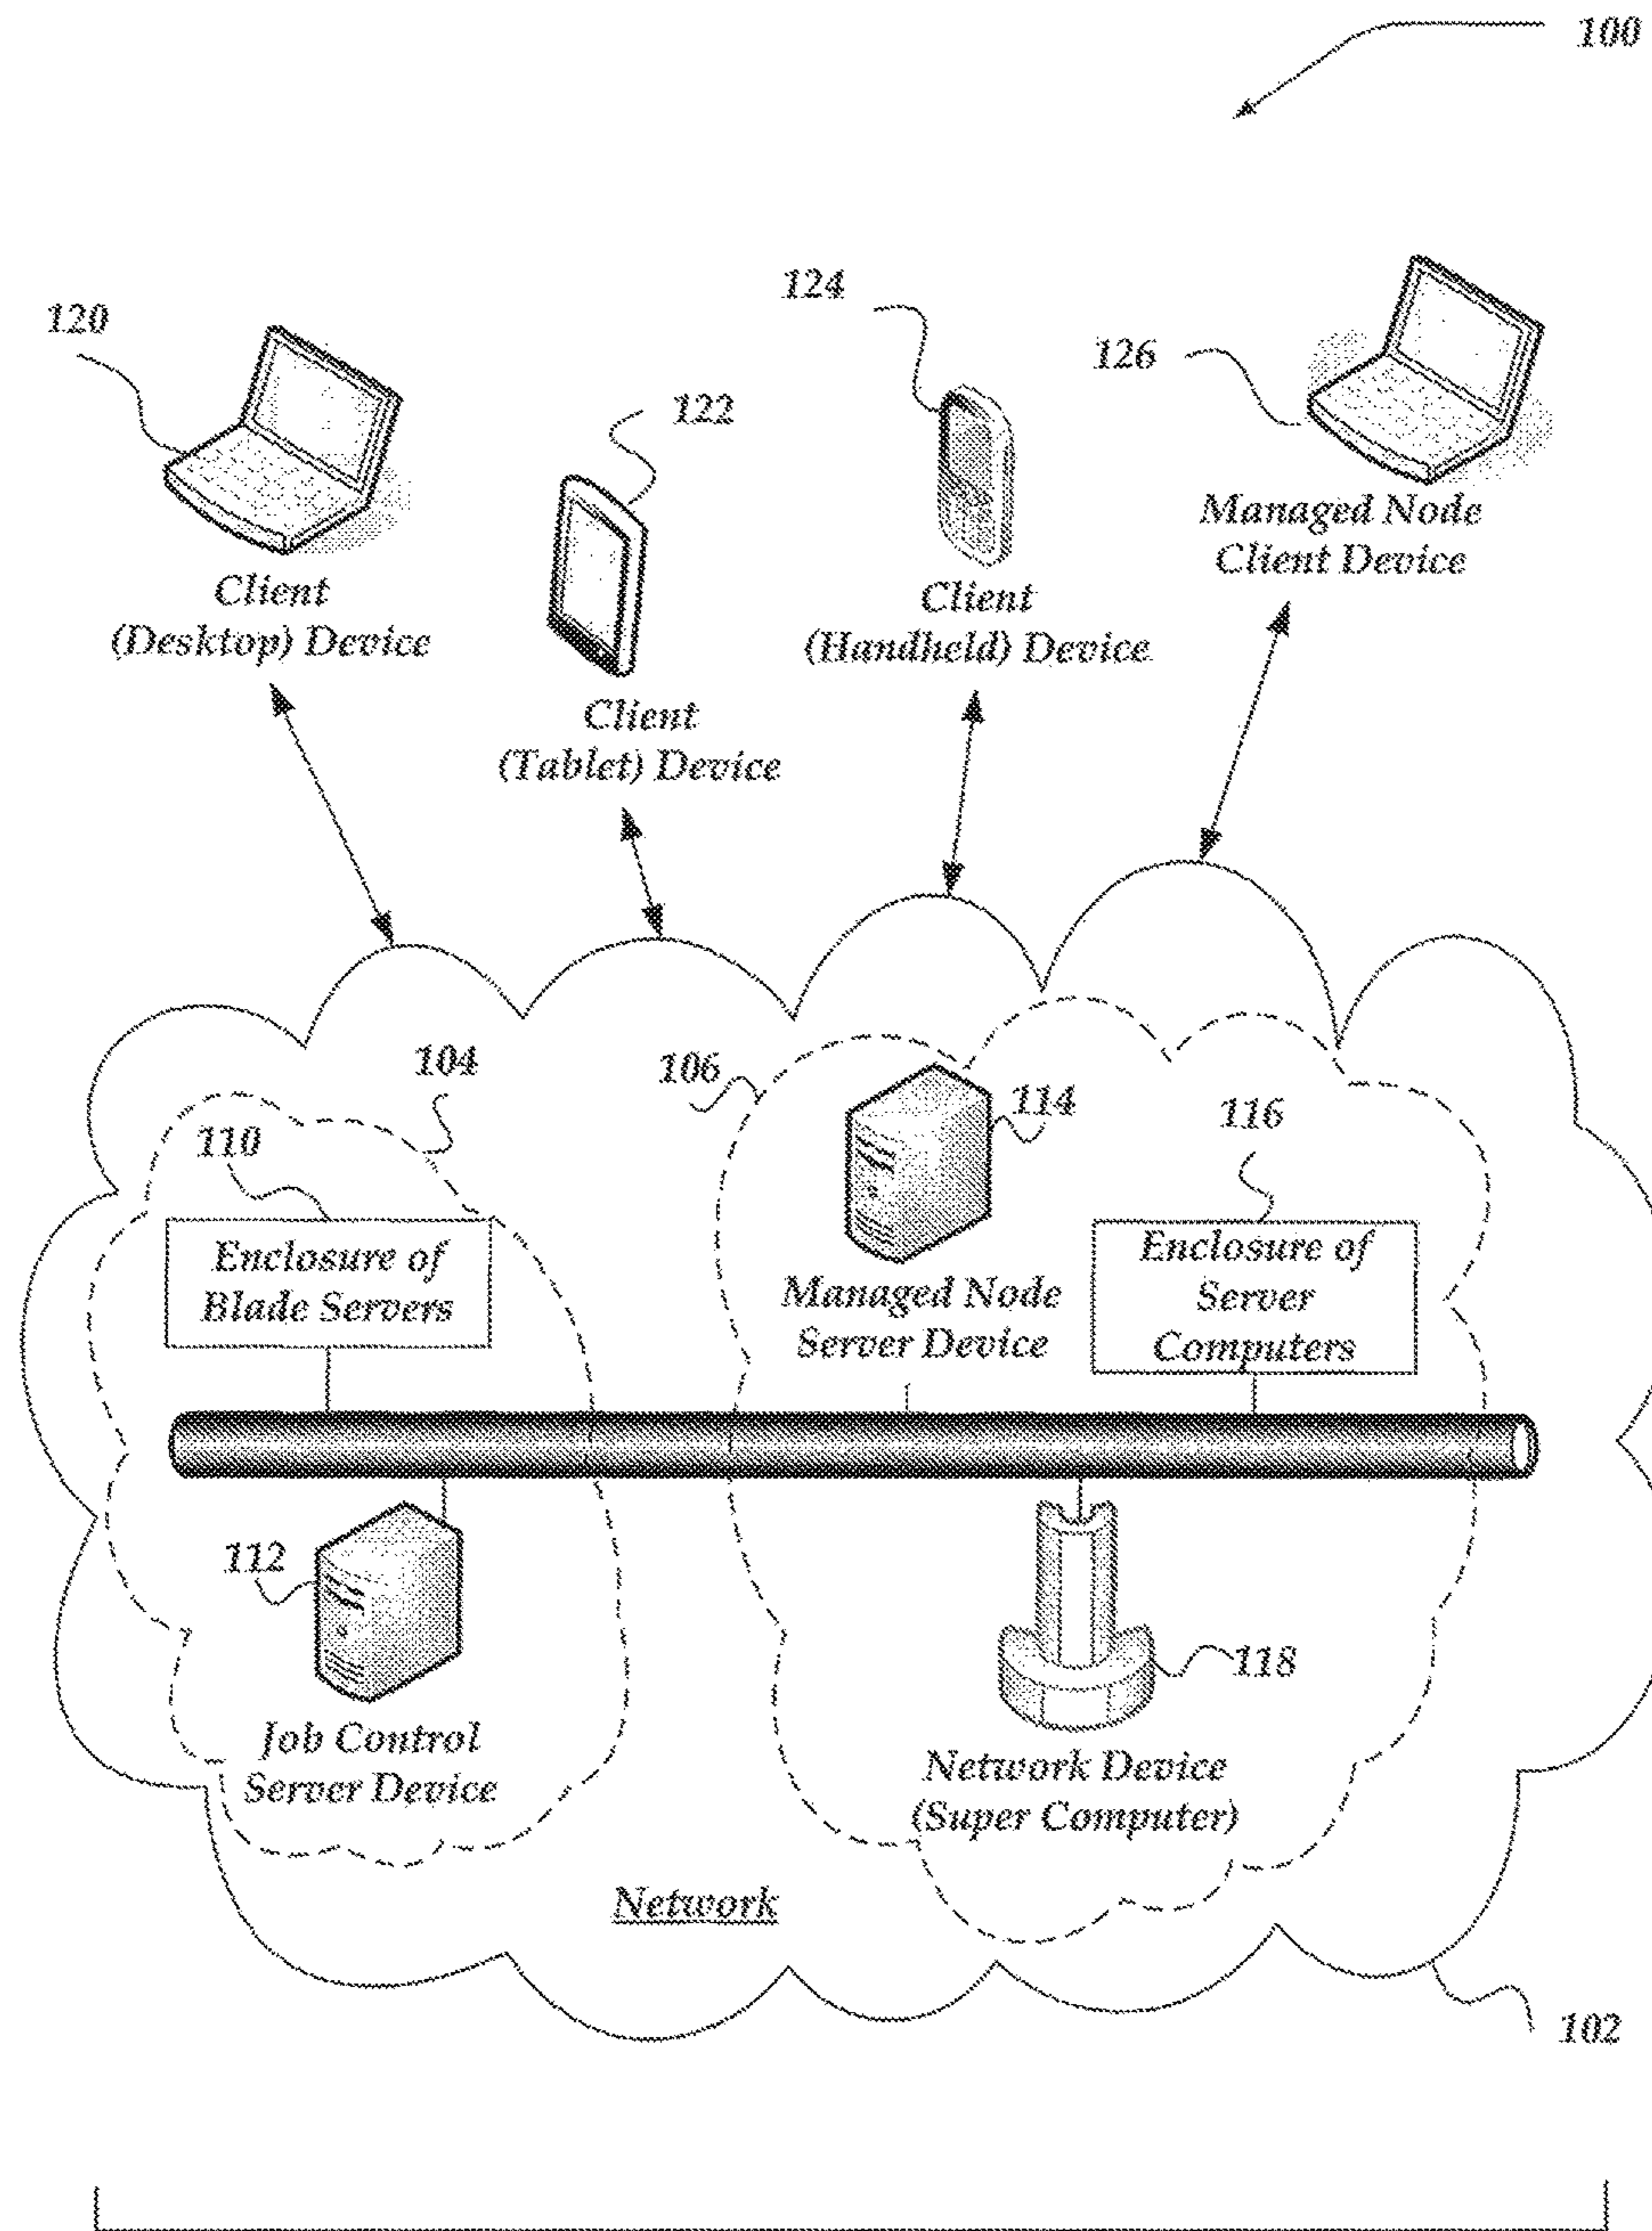 100
120
124
126
122
Managed Node
Client Device
Client
(Desktop) Device
Client
(Handheld) Device
Client
(Tablet) Device
104
106
114
110
116
Enclosure of
Blade Servers
Managed Node
Server Device
Enclosure of
Server
Computers
112
118
Job Control
Server Device
Network Device
(Super Computer)
Network
102